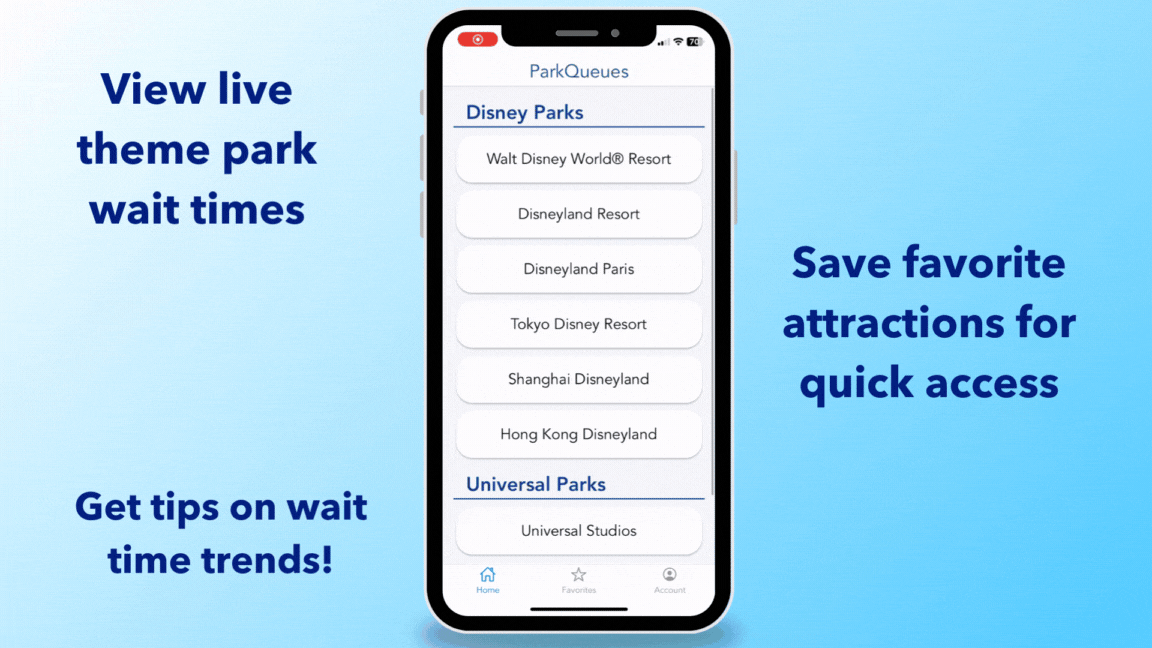 View live
theme park
wait times
Get tips on wait
time trends!
70
ParkQueues
Disney Parks
Walt Disney World® Resort
Disneyland Resort
Disneyland Paris
Tokyo Disney Resort
Shanghai Disneyland
Hong Kong Disneyland
Universal Parks
Universal Studios
Home
Favorites
Account
Save favorite
attractions for
quick access